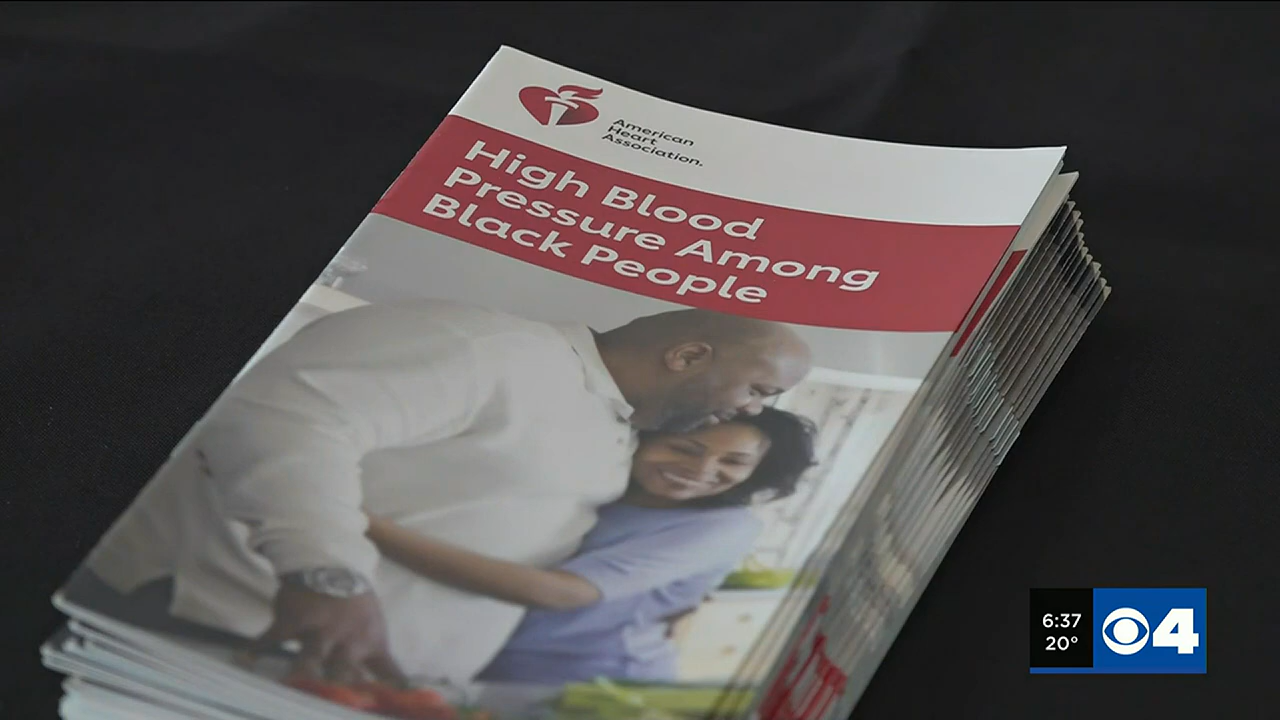 American
Heart
Association.
High Blood
Pressure Among
Black People
6:37
20°
4